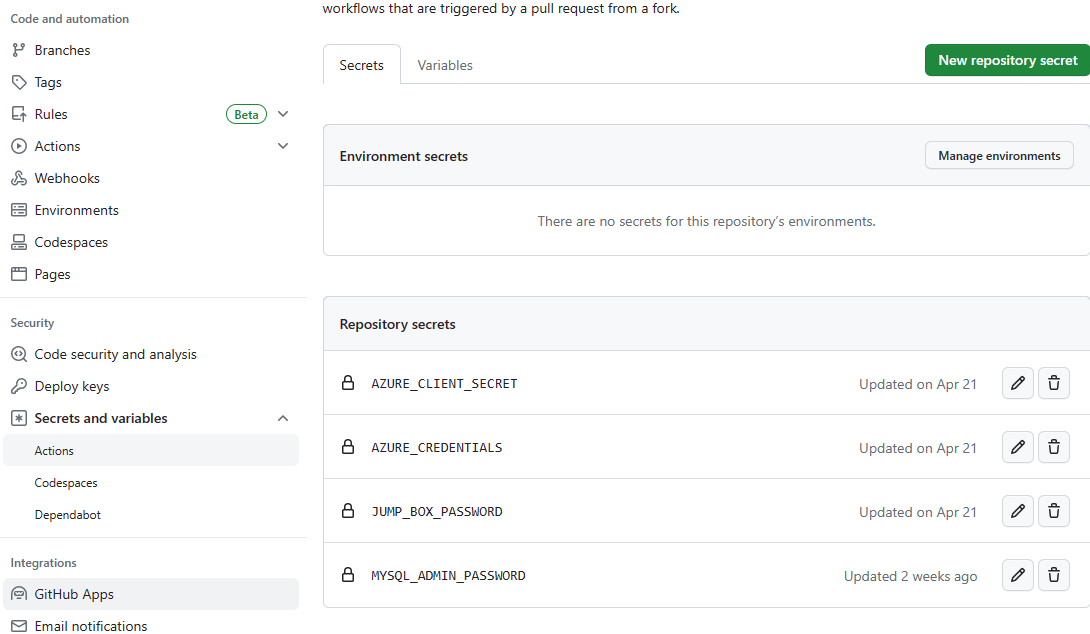 Code and automation
Branches
Tags
Rules Beta
Actions
Webhooks
Environments
Codespaces
Pages
Security
Code security and analysis
Deploy keys
Secrets and variables
Actions
Codespaces
Dependabot
Integrations
GitHub Apps
Email notifications
workflows that are triggered by a pull request from a fork.
Secrets Variables New repository secret
Environment secrets Manage environments
There are no secrets for this repository’s environments.
Repository secrets
AZURE_CLIENT_SECRET Updated on Apr 21
AZURE_CREDENTIALS Updated on Apr 21
JUMP_BOX_PASSWORD Updated on Apr 21
MYSQL_ADMIN_PASSWORD Updated 2 weeks ago